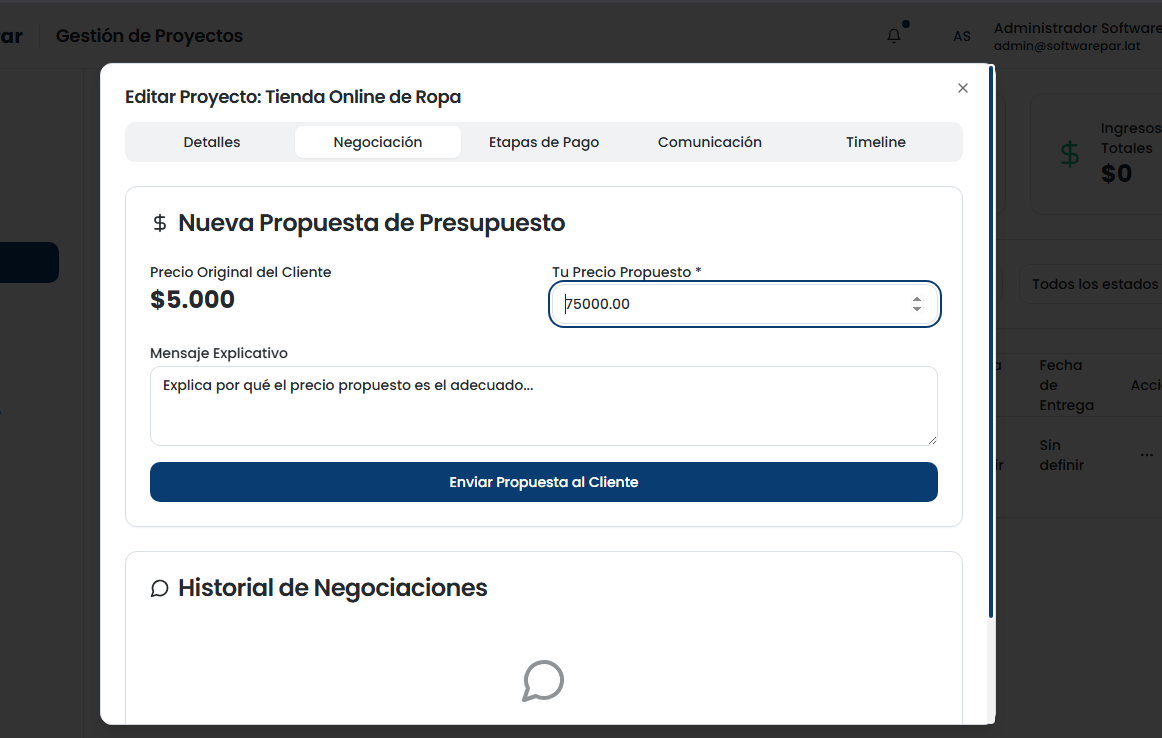 ar
Gestión de Proyectos
AS
Administrador Software
admin@softwarepar.lat
Editar Proyecto: Tienda Online de Ropa
Detalles
Negociación
Etapas de Pago
Comunicación
Timeline
Ingresos
Totales
$0
$ Nueva Propuesta de Presupuesto
Precio Original del Cliente
$5.000
Tu Precio Propuesto *
75000.00
Todos los estados
Mensaje Explicativo
Explica por qué el precio propuesto es el adecuado...
a
Fecha
de
Entrega
Acci
Enviar Propuesta al Cliente
ir
Sin
definir
...
Historial de Negociaciones